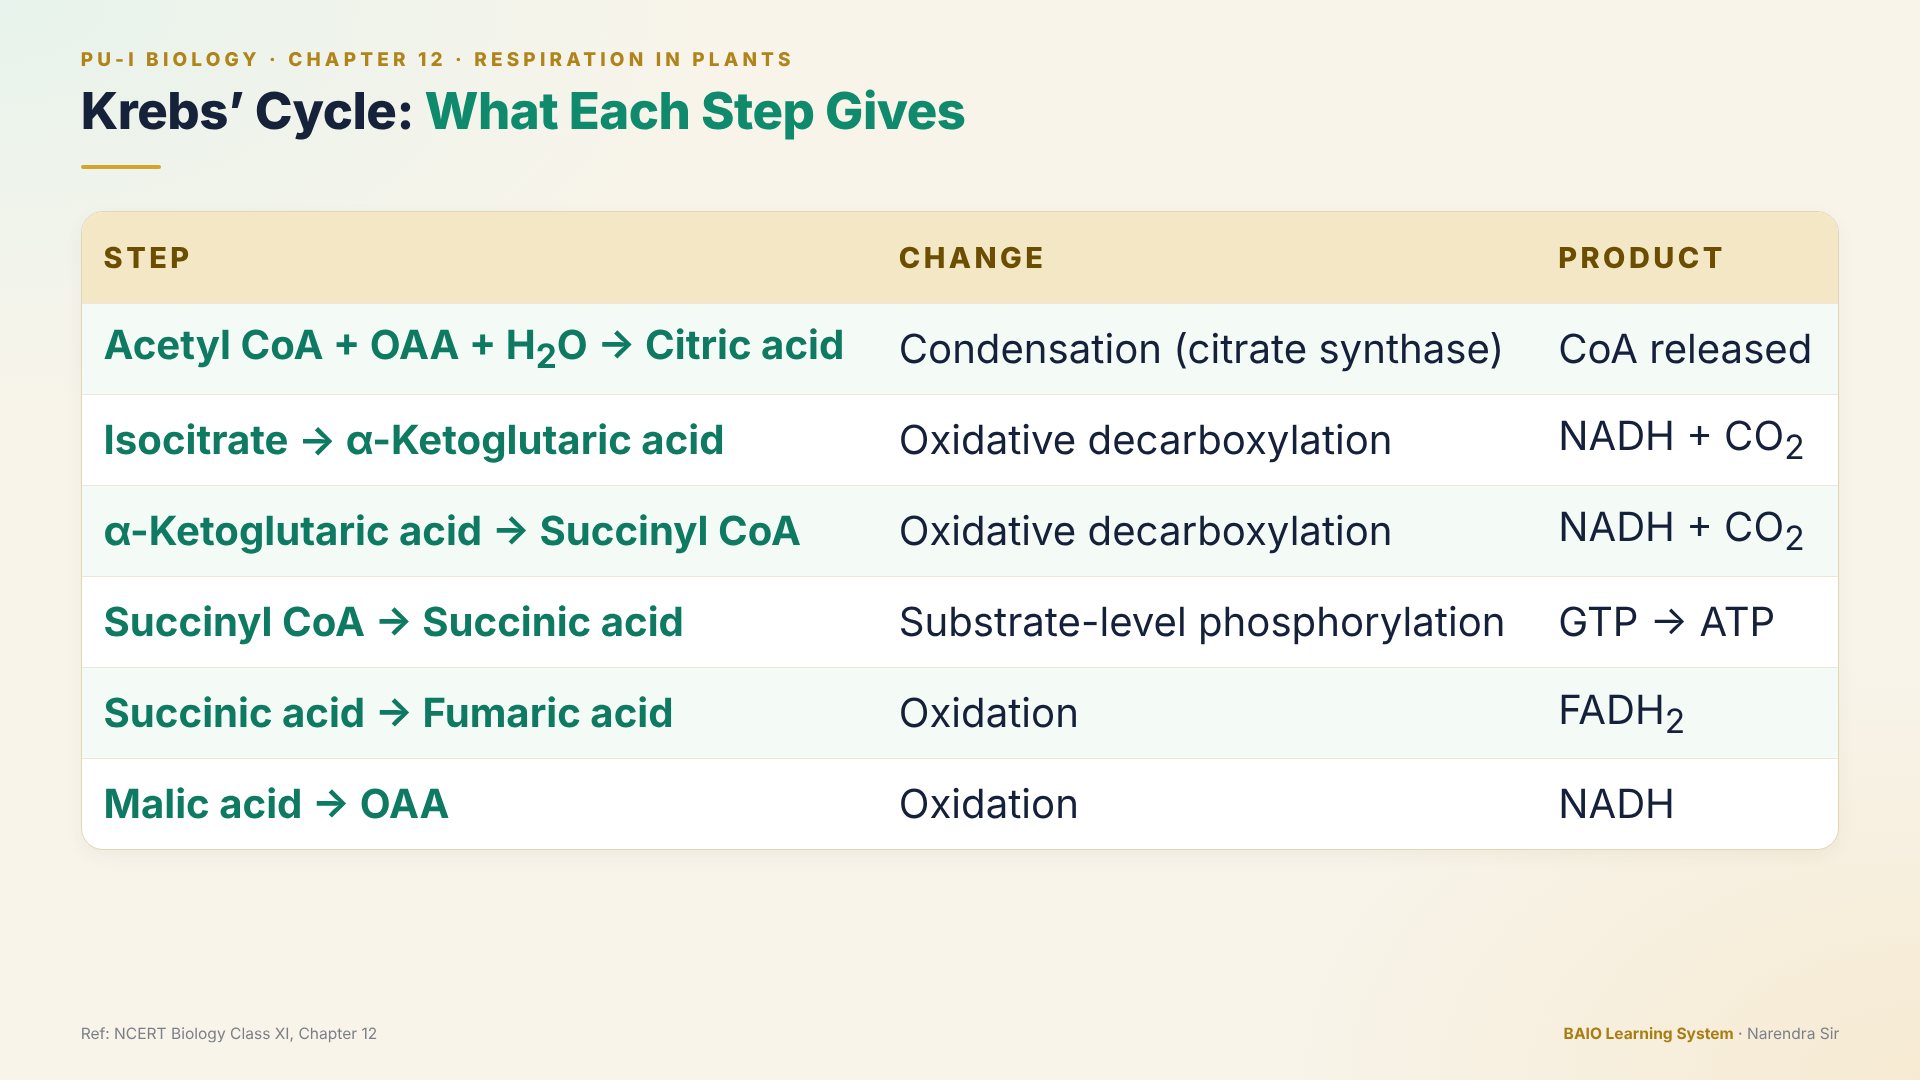 PU-I BIOLOGY · CHAPTER 12 · RESPIRATION IN PLANTS
Krebs’ Cycle: What Each Step Gives
STEP CHANGE PRODUCT
Acetyl CoA + OAA + H₂O → Citric acid Condensation (citrate synthase) CoA released
Isocitrate → α-Ketoglutaric acid Oxidative decarboxylation NADH + CO₂
α-Ketoglutaric acid → Succinyl CoA Oxidative decarboxylation NADH + CO₂
Succinyl CoA → Succinic acid Substrate-level phosphorylation GTP → ATP
Succinic acid → Fumaric acid Oxidation FADH₂
Malic acid → OAA Oxidation NADH
Ref: NCERT Biology Class XI, Chapter 12 BAIO Learning System · Narendra Sir